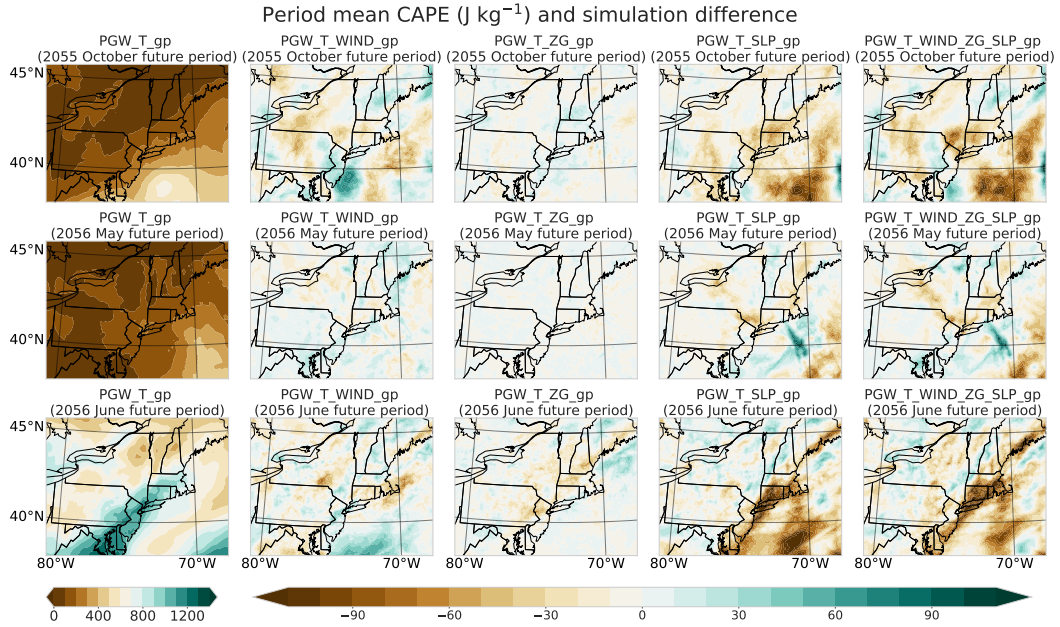 Period mean CAPE (J kg⁻¹) and simulation difference
PGW_T_gp
(2055 October future period)
PGW_T_WIND_gp
(2055 October future period)
PGW_T_ZG_gp
(2055 October future period)
PGW_T_SLP_gp
(2055 October future period)
PGW_T_WIND_ZG_SLP_gp
(2055 October future period)
45°N
40°N
PGW_T_gp
(2056 May future period)
PGW_T_WIND_gp
(2056 May future period)
PGW_T_ZG_gp
(2056 May future period)
PGW_T_SLP_gp
(2056 May future period)
PGW_T_WIND_ZG_SLP_gp
(2056 May future period)
45°N
40°N
PGW_T_gp
(2056 June future period)
PGW_T_WIND_gp
(2056 June future period)
PGW_T_ZG_gp
(2056 June future period)
PGW_T_SLP_gp
(2056 June future period)
PGW_T_WIND_ZG_SLP_gp
(2056 June future period)
45°N
40°N
80°W 70°W 80°W 70°W 80°W 70°W 80°W 70°W 80°W 70°W
0 400 800 1200
−90 −60 −30 0 30 60 90